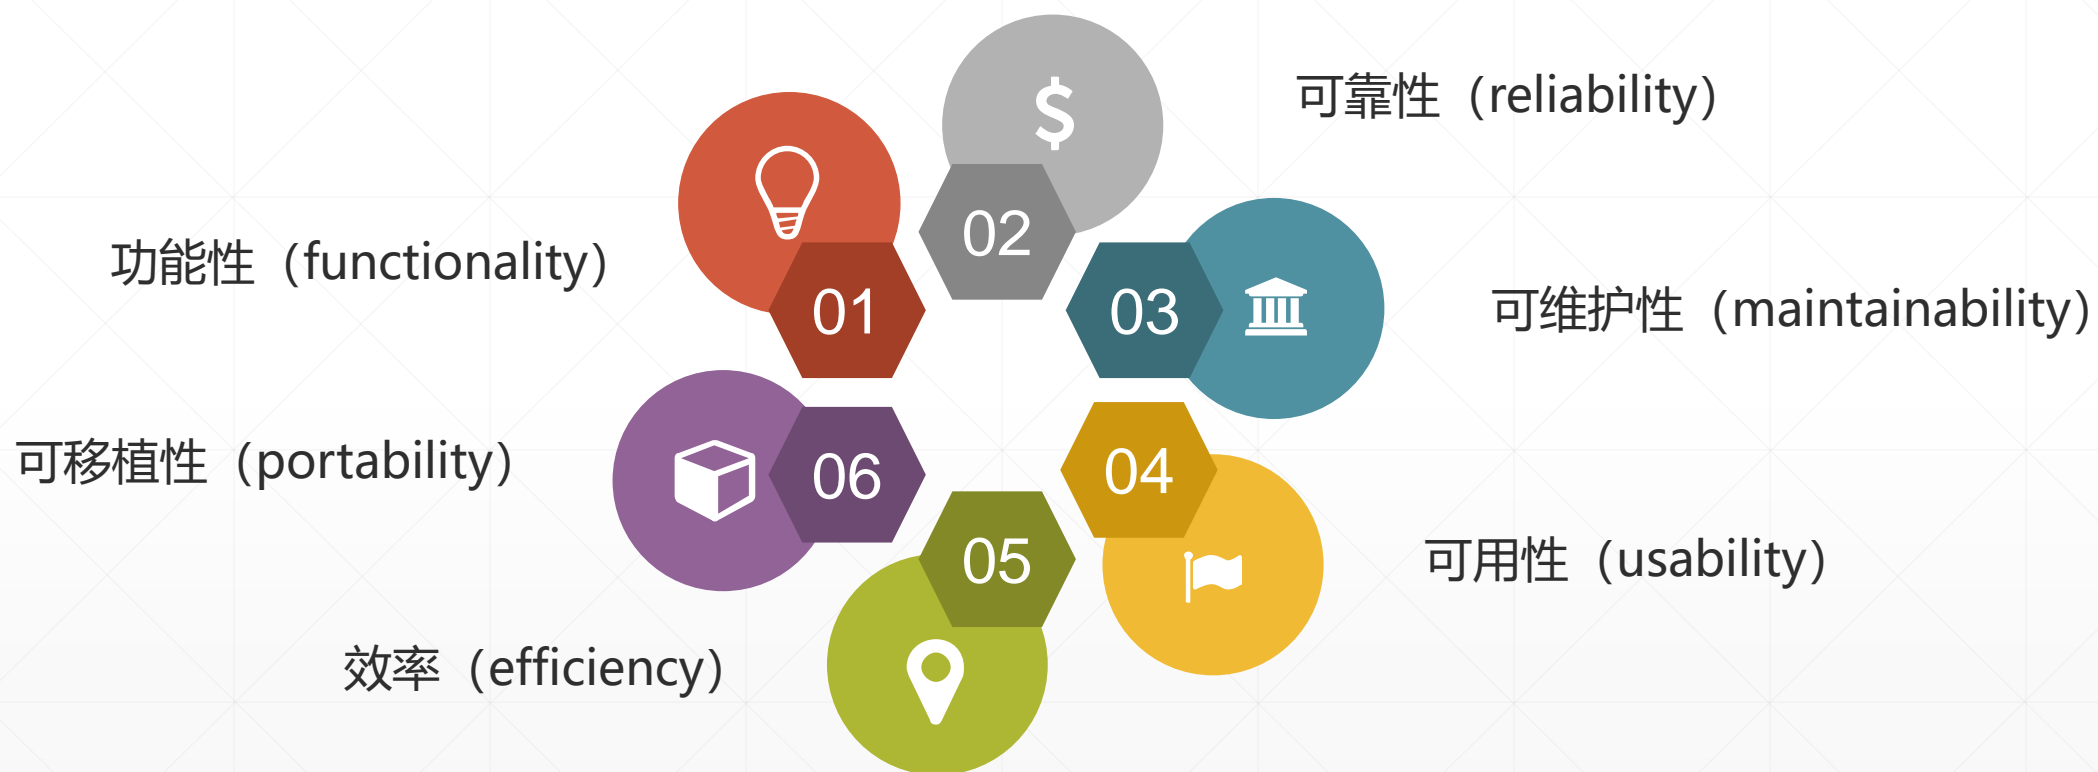 可靠性（reliability）
02
功能性（functionality）
01
03
可维护性（maintainability）
可移植性（portability）
06
04
05
可用性（usability）
效率（efficiency）